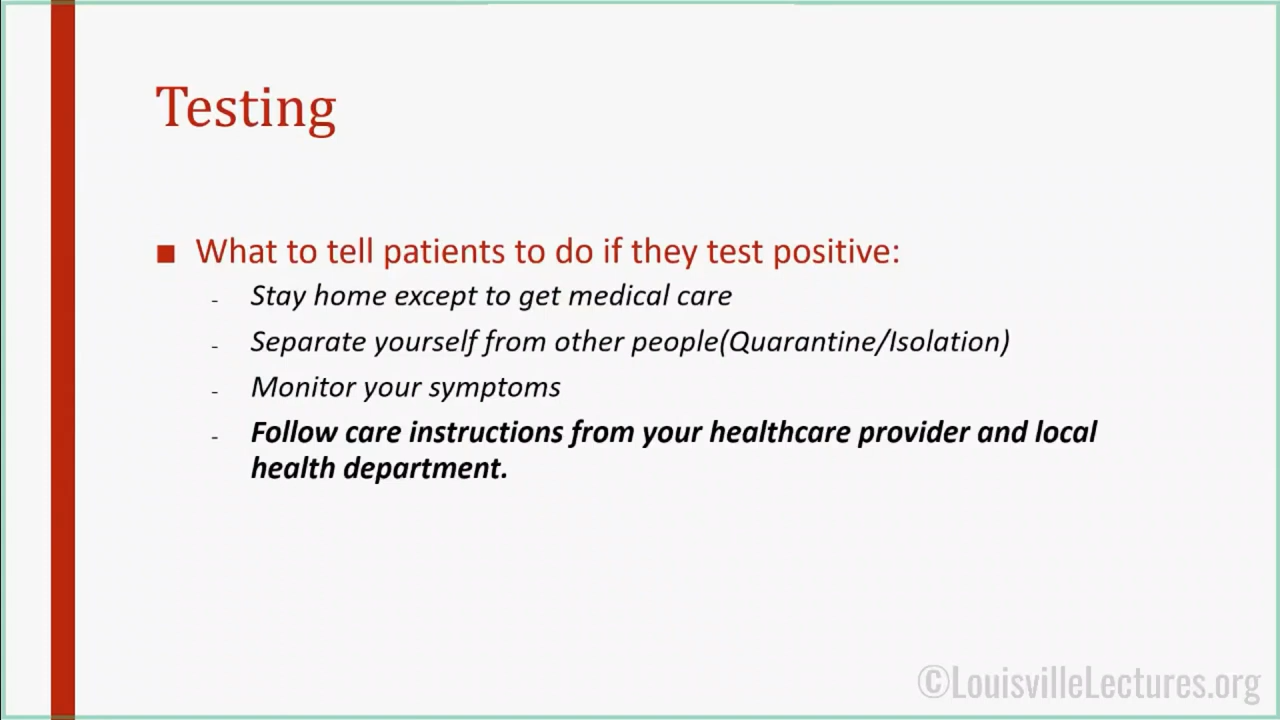 Testing
■ What to tell patients to do if they test positive:
- Stay home except to get medical care
- Separate yourself from other people(Quarantine/Isolation)
- Monitor your symptoms
- Follow care instructions from your healthcare provider and local
health department.
©LouisvilleLectures.org